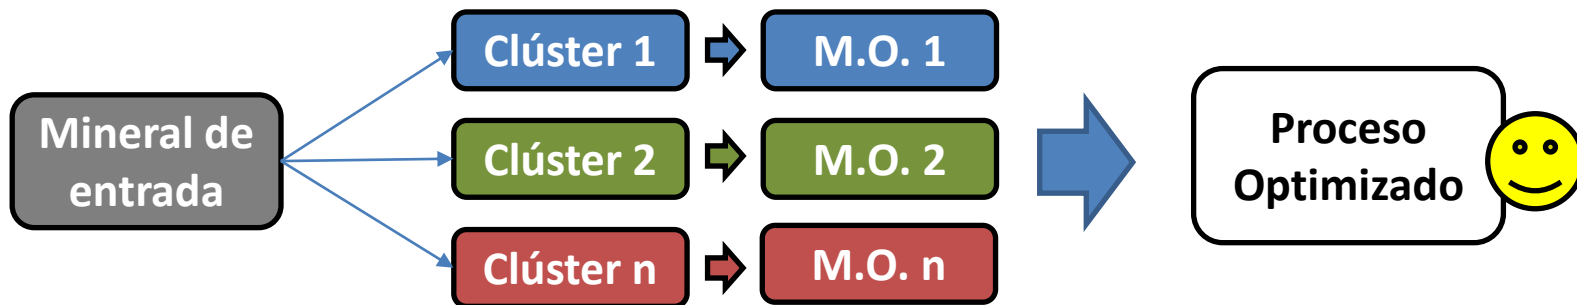 Mineral de
entrada
Clúster 1
M.O. 1
Clúster 2
M.O. 2
Clúster n
M.O. n
Proceso
Optimizado